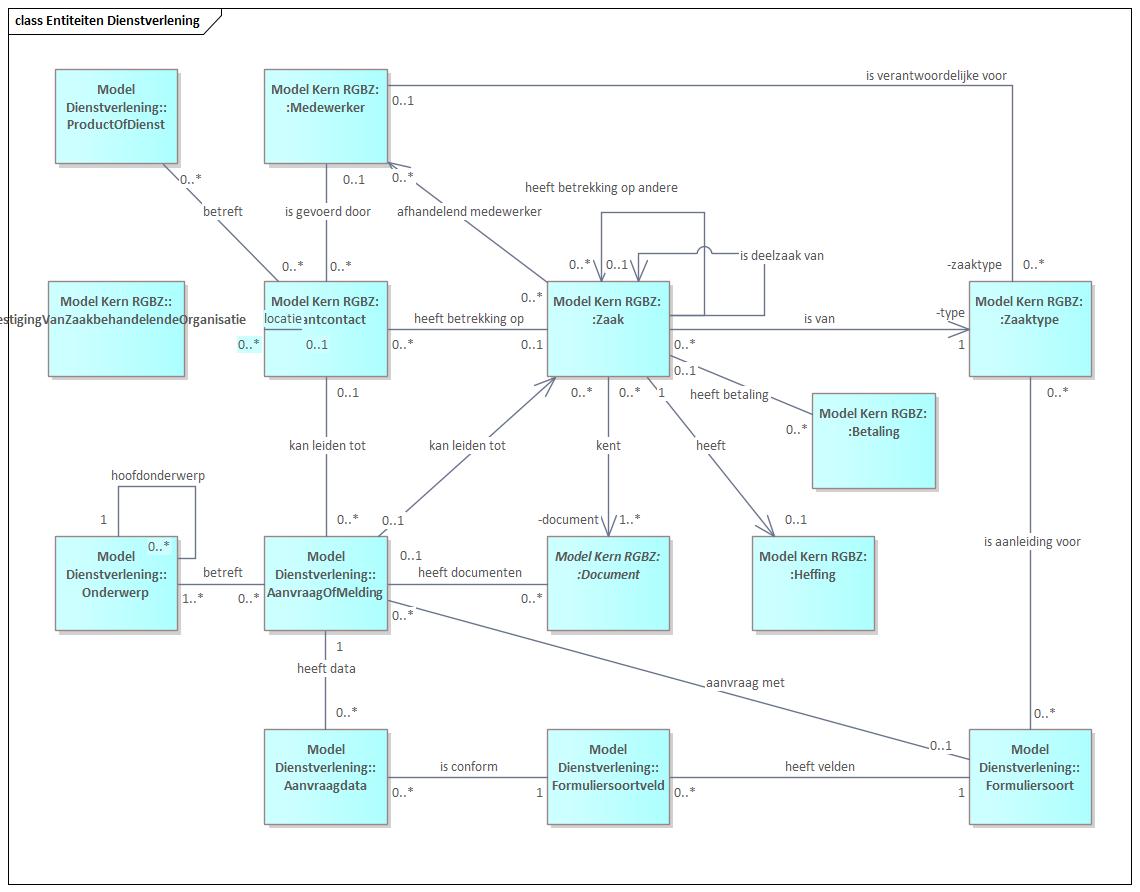 class Entiteiten Dienstverlening
Model
Dienstverlening::
ProductOfDienst
Model Kern RGBZ:
:Medewerker
is verantwoordelijke voor
0..1
0..*
0..1
0..*
betreft
is gevoerd door
afhandelend medewerker
heeft betrekking op andere
is deelzaak van
0..*
0..*
0..*
0..1
-zaaktype
0..*
0..*
Model Kern RGBZ::
estigingVanZaakbehandelendeOrganisatie
locatie
0..*
0..1
Model Kern RGBZ:
ntcontact
heeft betrekking op
0..*
0..1
Model Kern RGBZ:
:Zaak
is van
0..*
-type
1
Model Kern RGBZ:
:Zaaktype
0..1
heeft betaling
0..*
Model Kern RGBZ:
:Betaling
0..1
0..*
0..*
1
0..*
kan leiden tot
kan leiden tot
kent
heeft
hoofdonderwerp
1
0..*
0..*
0..1
-document
1..*
0..1
is aanleiding voor
Model
Dienstverlening::
Onderwerp
betreft
1..*
0..*
Model
Dienstverlening::
AanvraagOfMelding
0..1
heeft documenten
0..*
Model Kern RGBZ:
:Document
Model Kern RGBZ:
:Heffing
0..*
1
heeft data
aanvraag met
0..*
0..*
0..1
Model
Dienstverlening::
Aanvraagdata
is conform
0..*
1
Model
Dienstverlening::
Formuliersoortveld
heeft velden
0..*
1
Model
Dienstverlening::
Formuliersoort